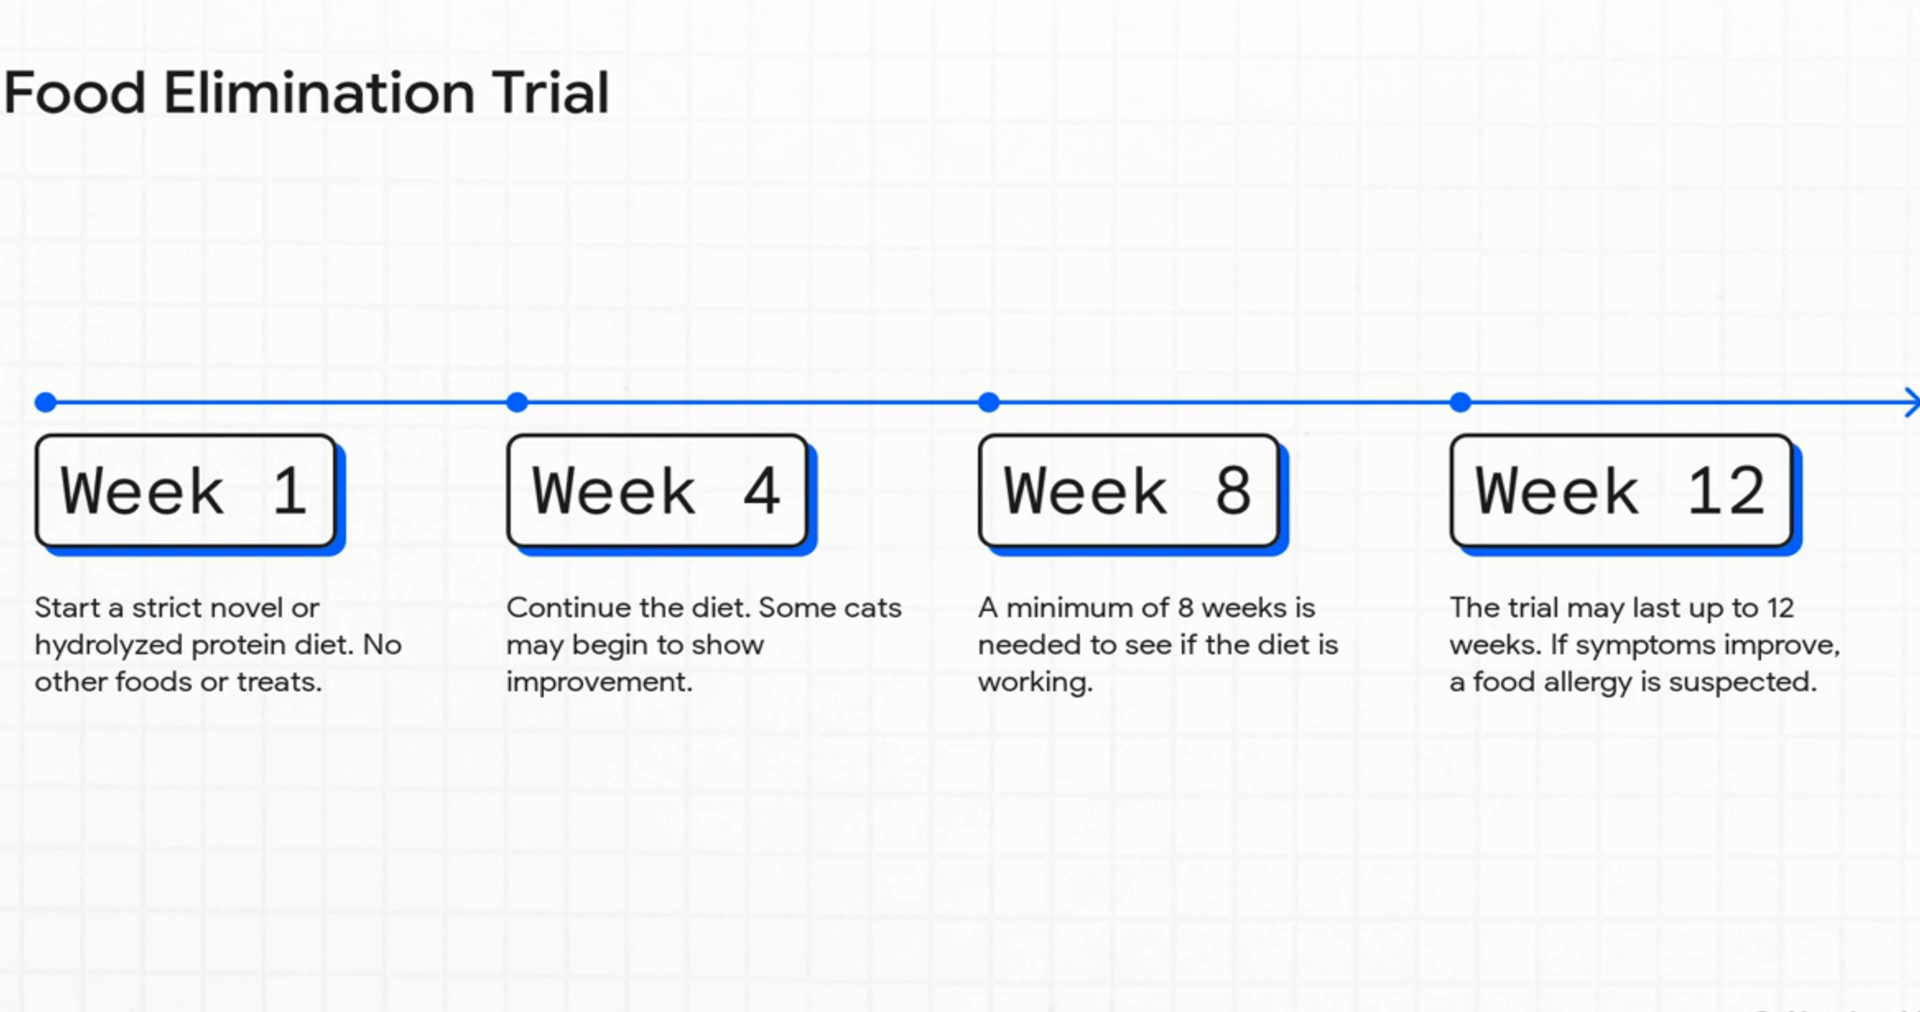 Food Elimination Trial
Week 1
Start a strict novel or
hydrolyzed protein diet. No
other foods or treats.
Week 4
Continue the diet. Some cats
may begin to show
improvement.
Week 8
A minimum of 8 weeks is
needed to see if the diet is
working.
Week 12
The trial may last up to 12
weeks. If symptoms improve,
a food allergy is suspected.